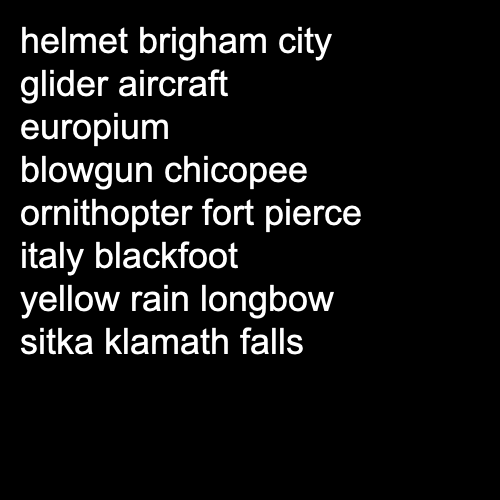 helmet brigham city
glider aircraft
europium
blowgun chicopee
ornithopter fort pierce
italy blackfoot
yellow rain longbow
sitka klamath falls